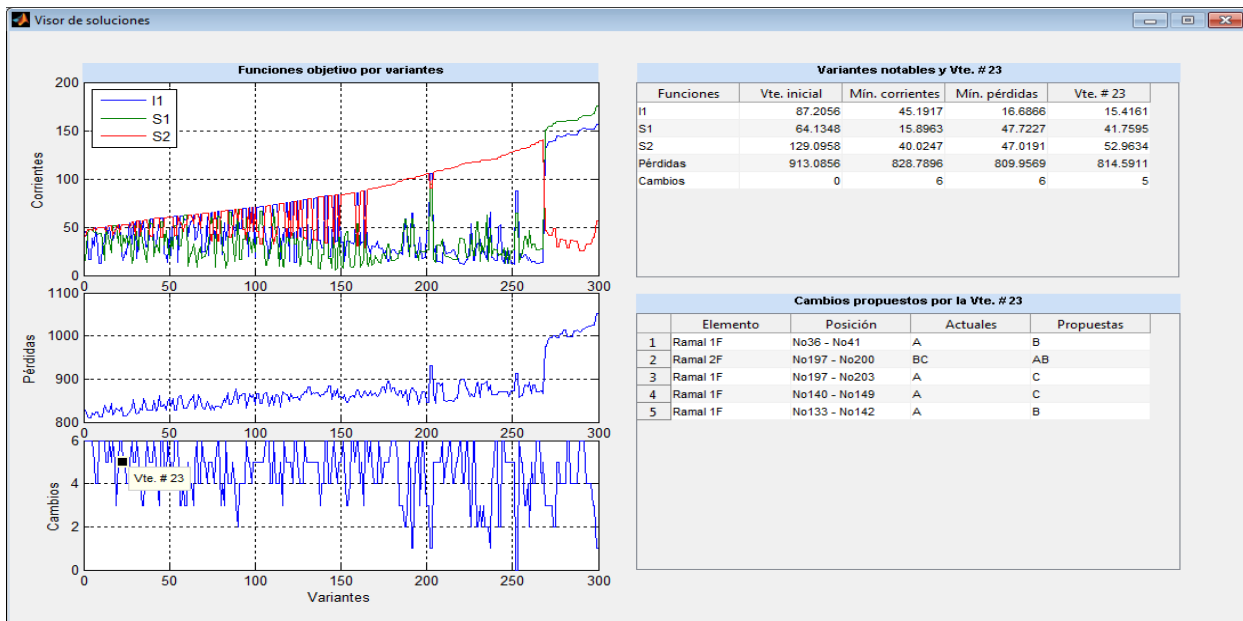 Visor de soluciones
Funciones objetivo por variantes
200
150
100
50
0
Corrientes
I1
S1
S2
0 50 100 150 200 250 300
1100
1000
900
800
Pérdidas
0 50 100 150 200 250 300
6
4
2
0
Cambios
Vte. # 23
0 50 100 150 200 250 300
Variantes
Variantes notables y Vte. # 23
Funciones Vte. inicial Mín. corrientes Mín. pérdidas Vte. # 23
I1 87.2056 45.1917 16.6866 15.4161
S1 64.1348 15.8963 47.7227 41.7595
S2 129.0958 40.0247 47.0191 52.9634
Pérdidas 913.0856 828.7896 809.9569 814.5911
Cambios 0 6 6 5
Cambios propuestos por la Vte. # 23
Elemento Posición Actuales Propuestas
1 Ramal 1F No36 - No41 A B
2 Ramal 2F No197 - No200 BC AB
3 Ramal 1F No197 - No203 A C
4 Ramal 1F No140 - No149 A C
5 Ramal 1F No133 - No142 A B